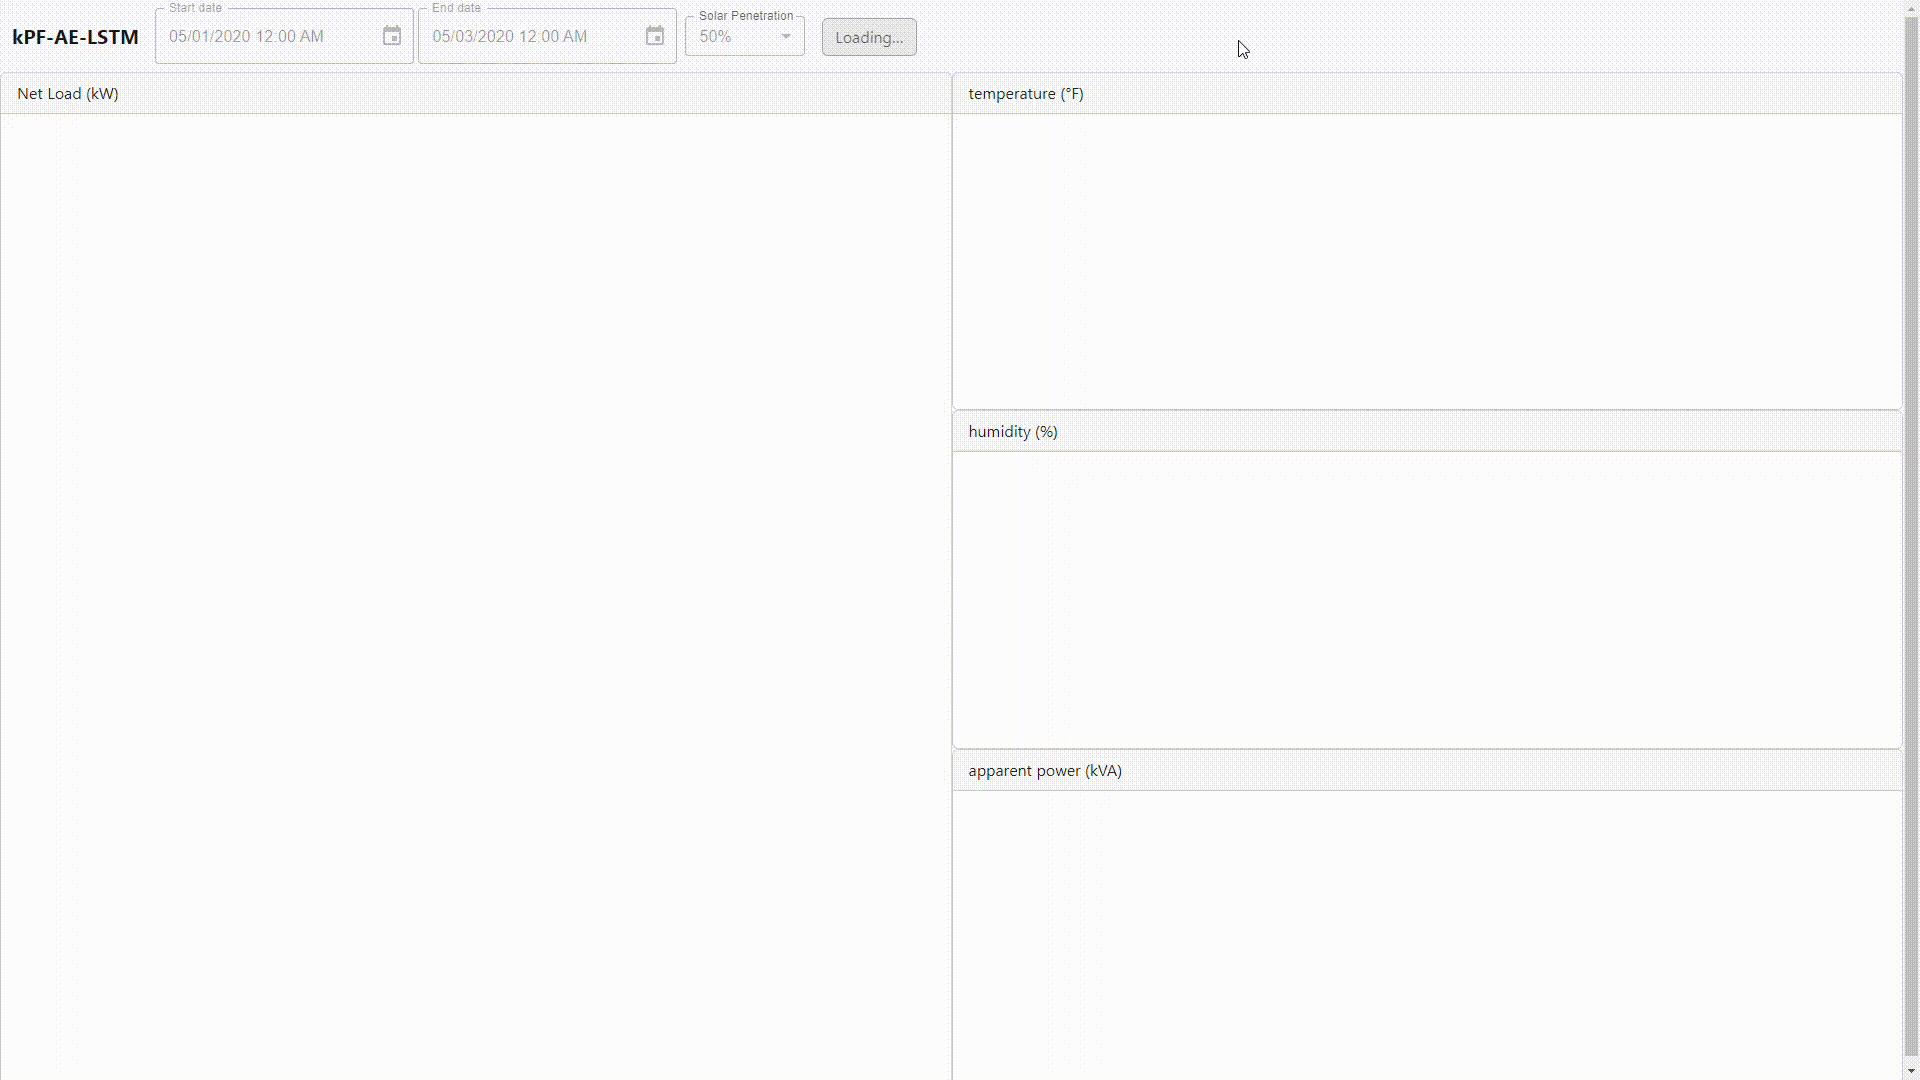 kPF-AE-LSTM
Start date
05/01/2020 12:00 AM
End date
05/03/2020 12:00 AM
Solar Penetration
50%
Loading...
Net Load (kW)
temperature (°F)
humidity (%)
apparent power (kVA)